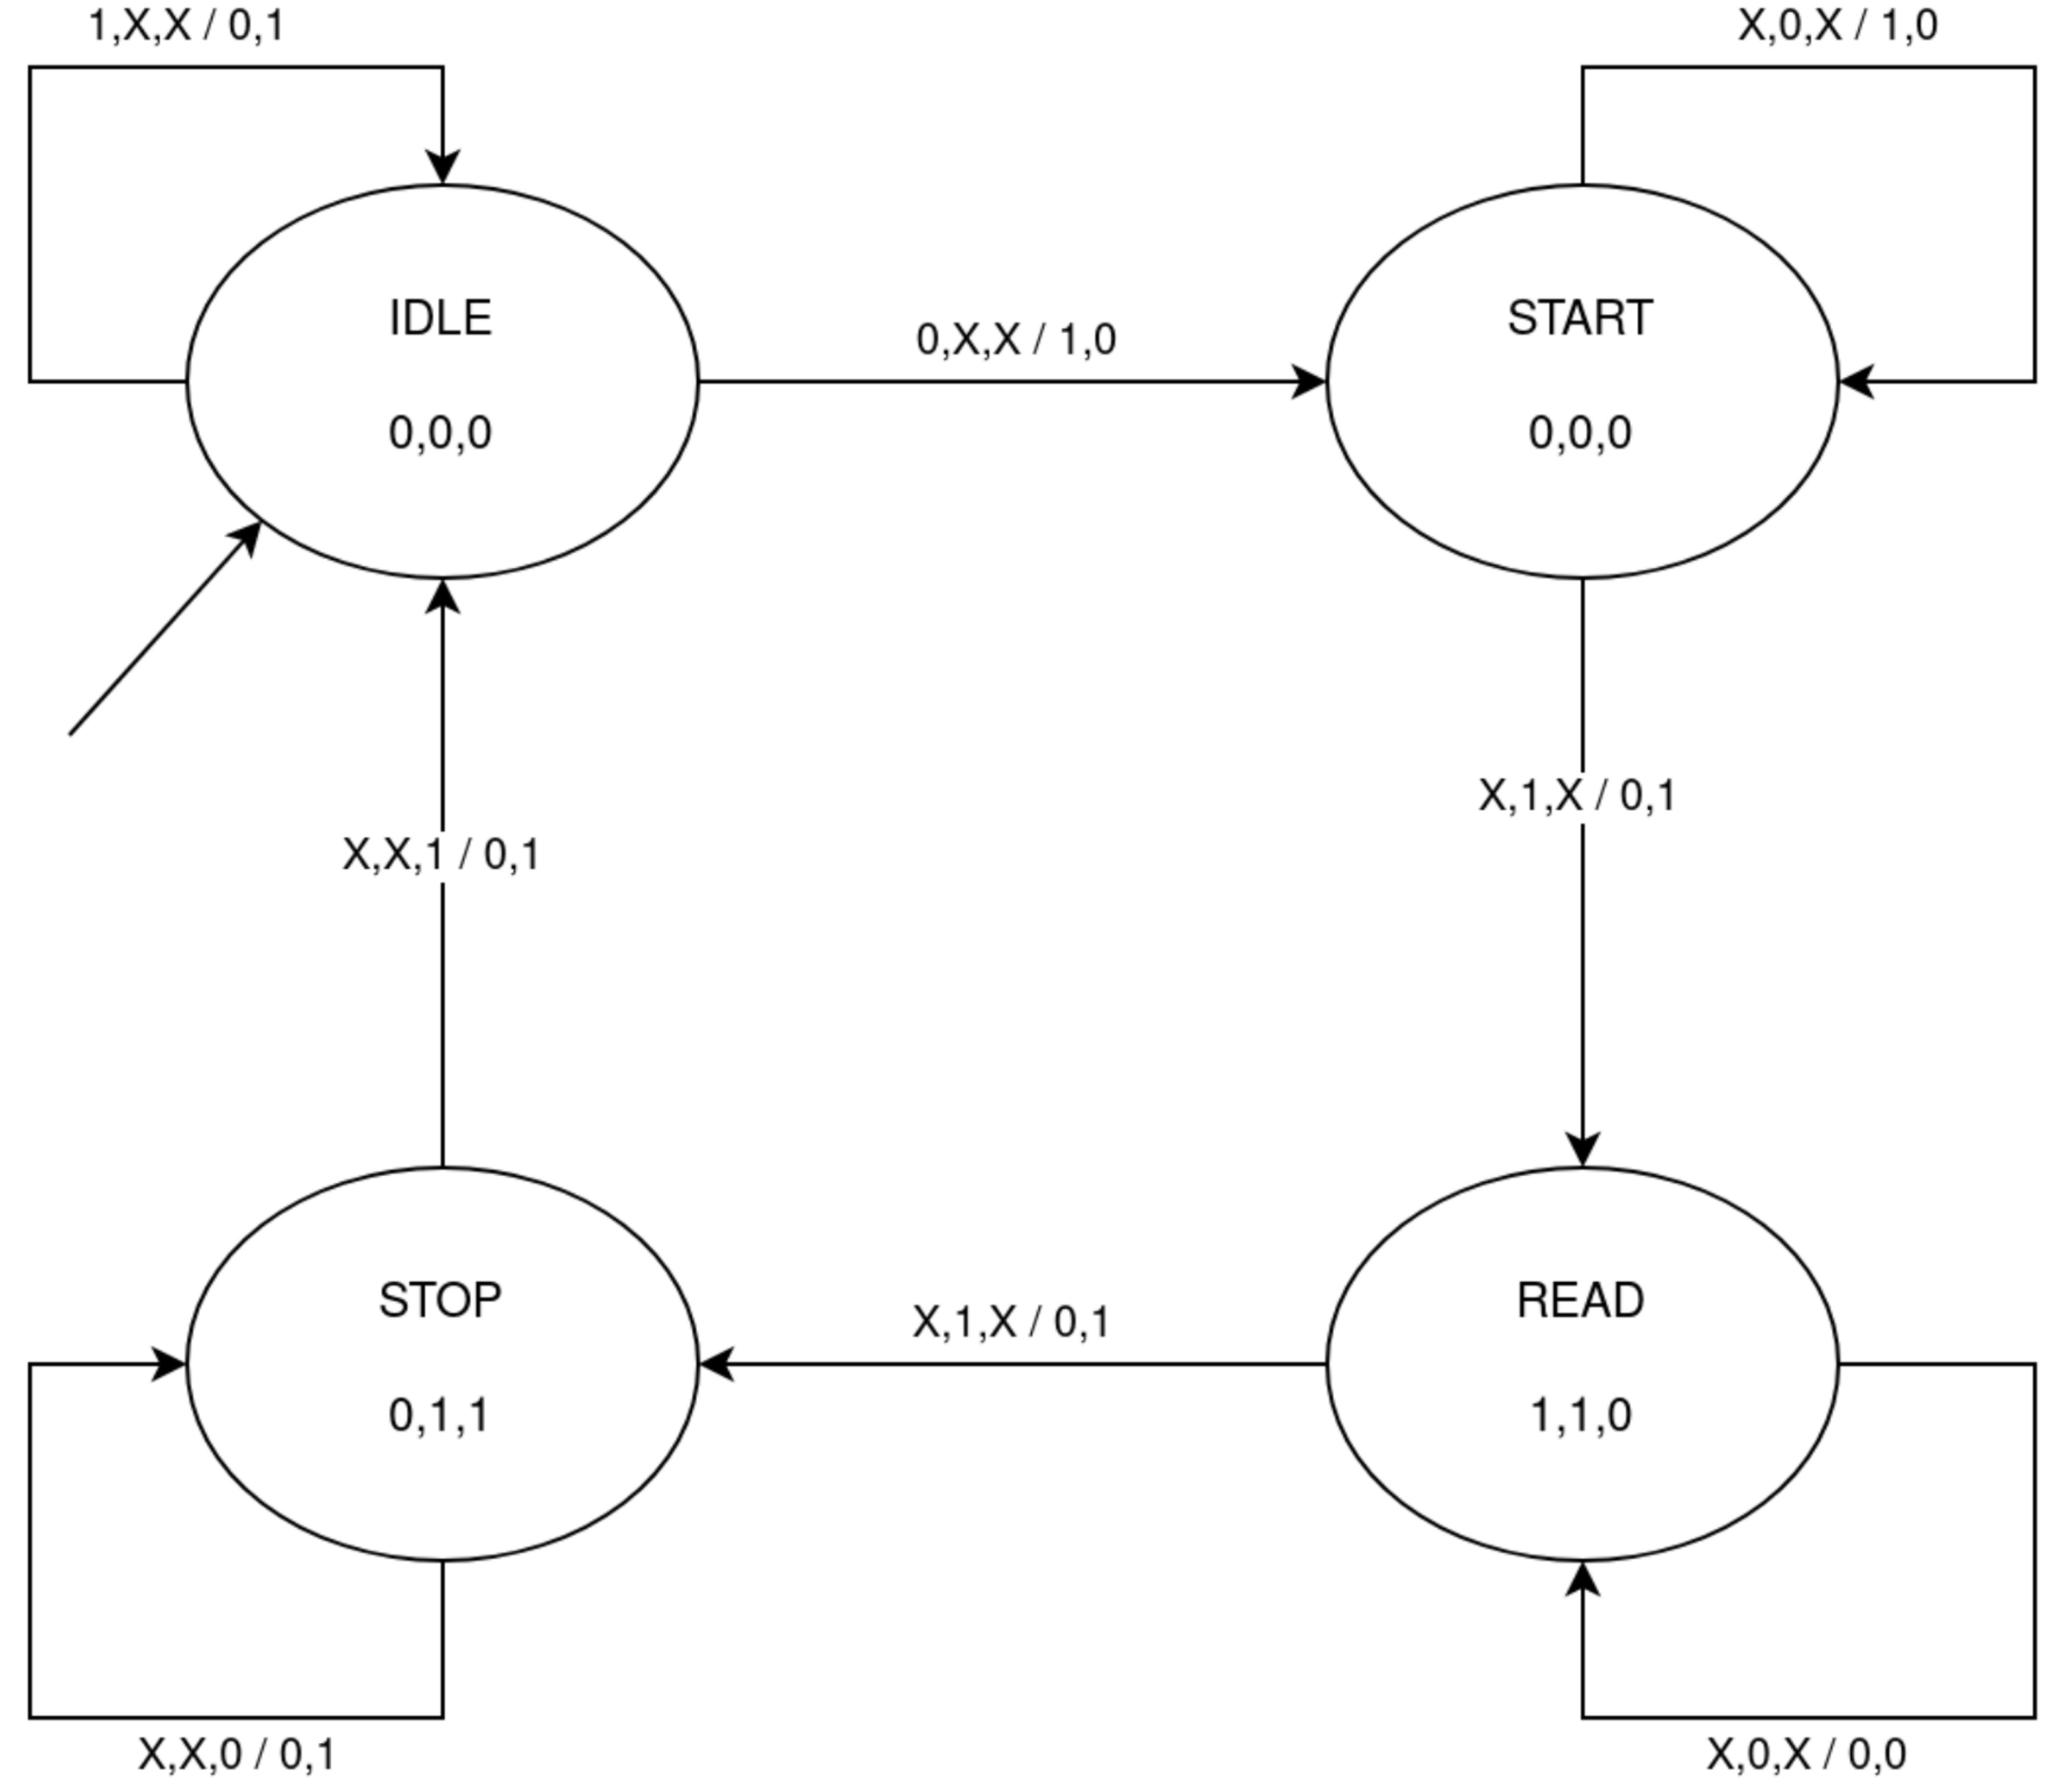 1,X,X / 0,1
X,0,X / 1,0
IDLE
0,0,0
0,X,X / 1,0
START
0,0,0
X,X,1 / 0,1
X,1,X / 0,1
STOP
0,1,1
X,1,X / 0,1
READ
1,1,0
X,X,0 / 0,1
X,0,X / 0,0